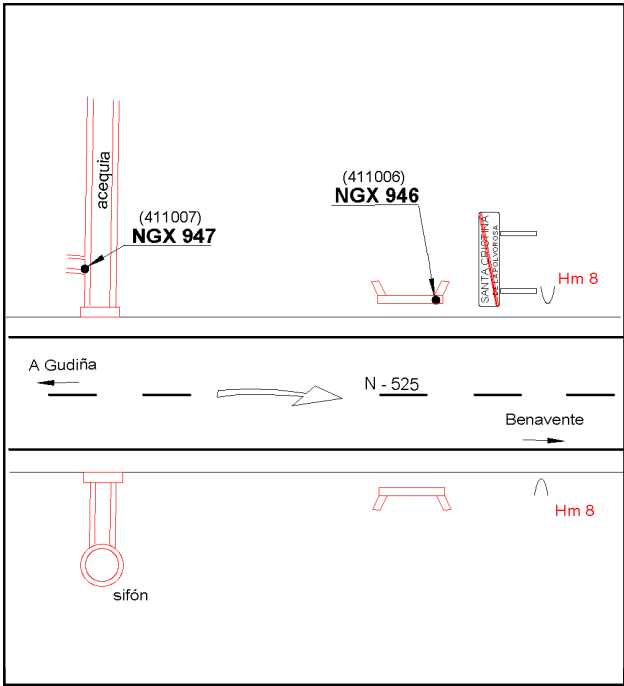 acequia
(411007)
NGX 947
(411006)
NGX 946
SANTA CRISTINA
DE LA POLVOROSA
Hm 8
A Gudiña
N - 525
Benavente
Hm 8
sifón